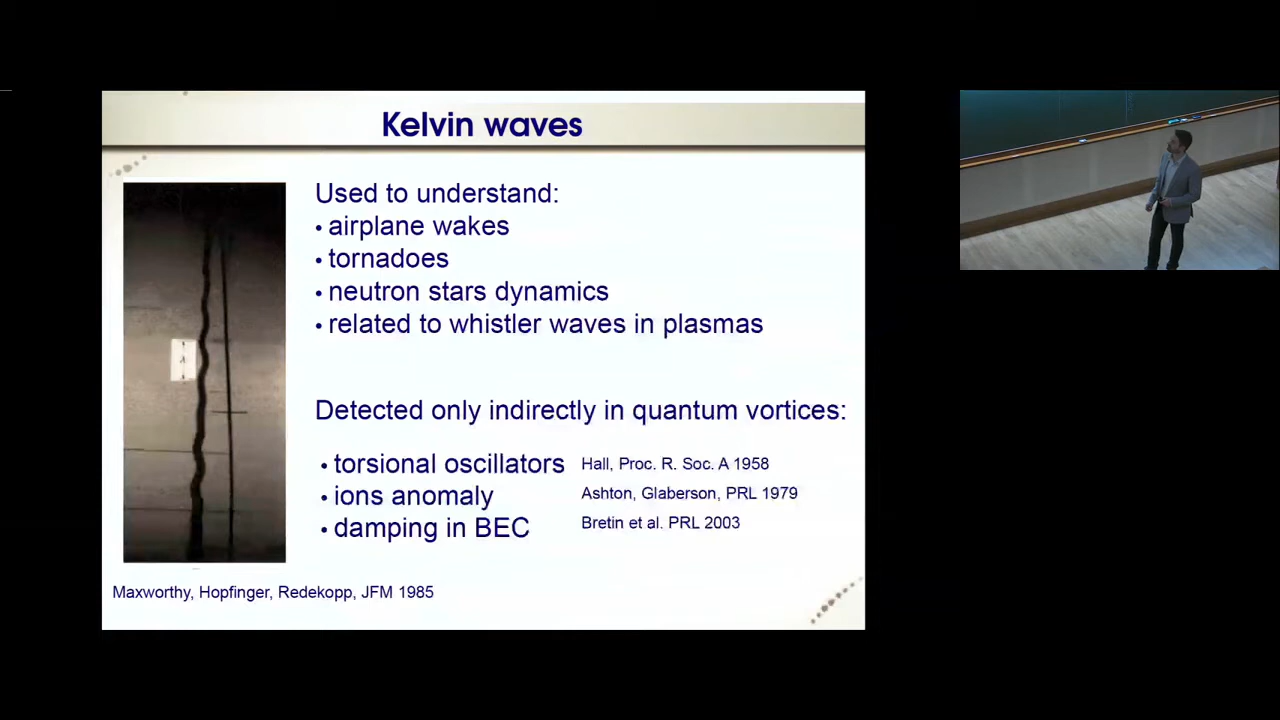 Kelvin waves
Used to understand:
• airplane wakes
• tornadoes
• neutron stars dynamics
• related to whistler waves in plasmas
Detected only indirectly in quantum vortices:
• torsional oscillators Hall, Proc. R. Soc. A 1958
• ions anomaly Ashton, Glaberson, PRL 1979
• damping in BEC Bretin et al. PRL 2003
Maxworthy, Hopfinger, Redekopp, JFM 1985